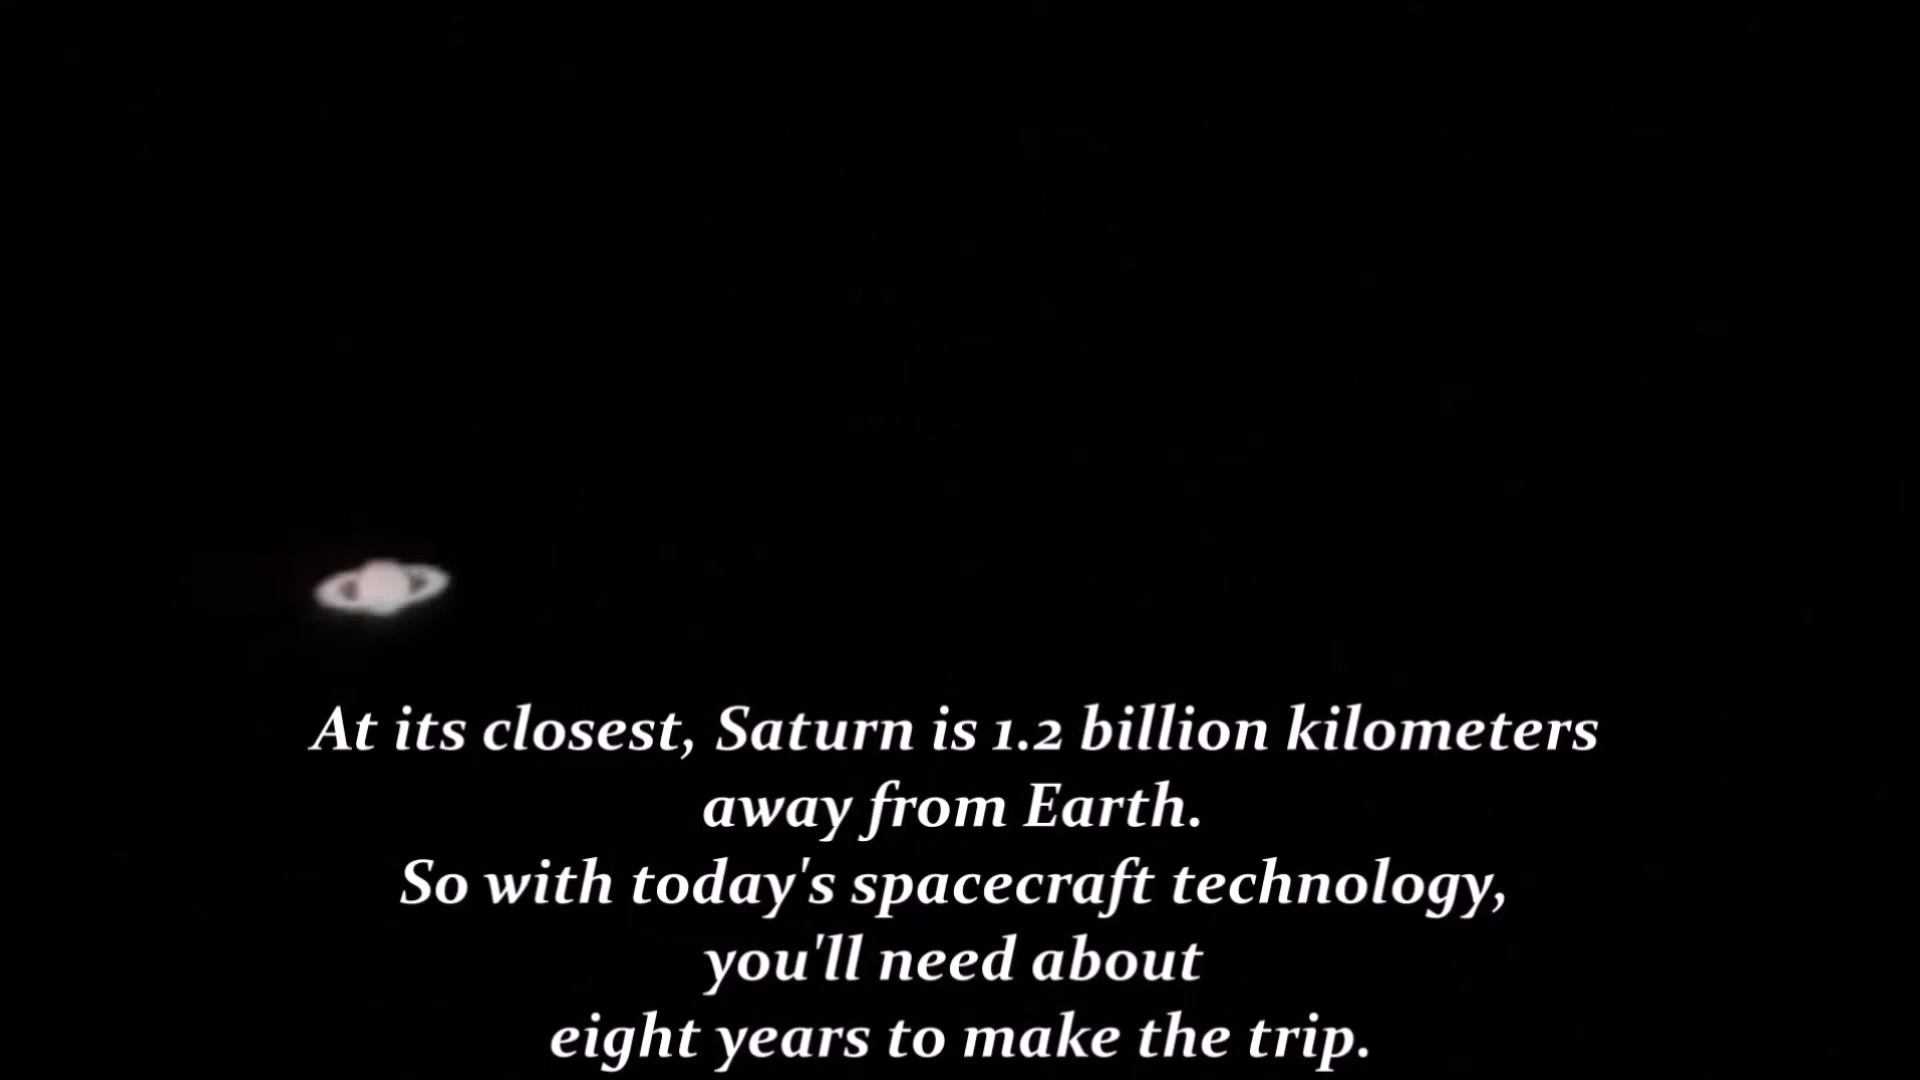 At its closest, Saturn is 1.2 billion kilometers
away from Earth.
So with today's spacecraft technology,
you'll need about
eight years to make the trip.